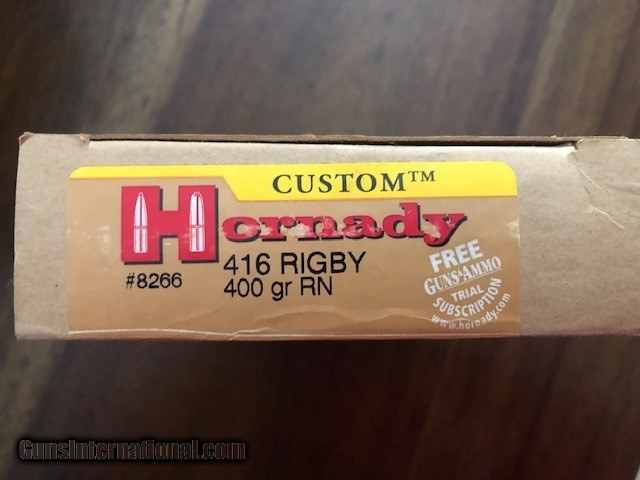 CUSTOM™
Hornady
#8266
416 RIGBY
400 gr RN
FREE
GUNS&AMMO
TRIAL
SUBSCRIPTION
www.hornady.com
GunsInternational.com